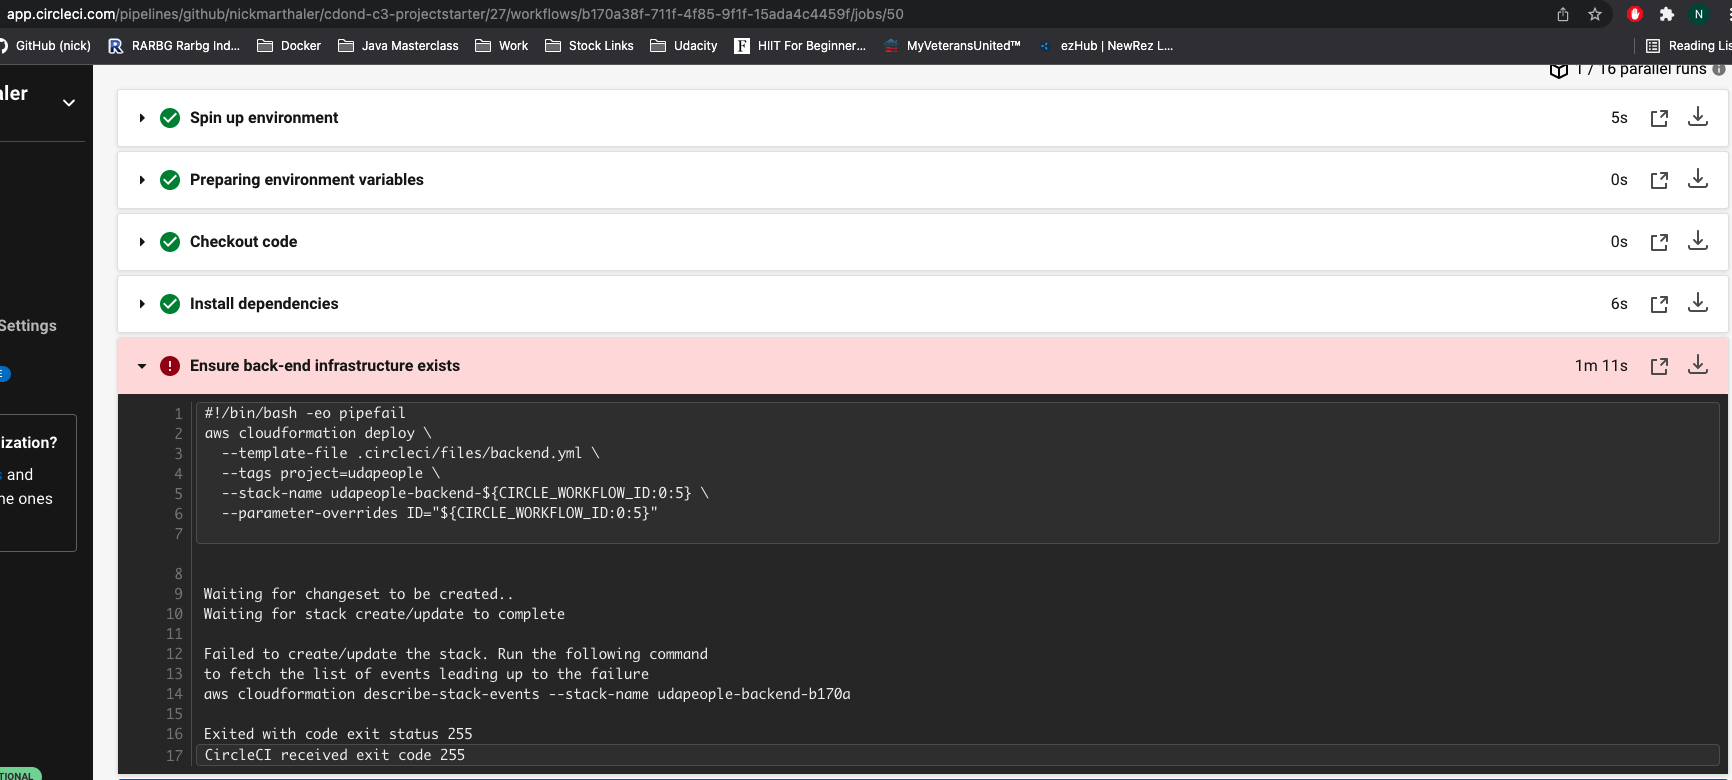 app.circleci.com/pipelines/github/nickmarthaler/cdond-c3-projectstarter/27/workflows/b170a38f-711f-4f85-9f1f-15ada4c4459f/jobs/50
N
GitHub (nick)
RARBG Rarbg Ind...
Docker
Java Masterclass
Work
Stock Links
Udacity
F HIIT For Beginner...
MyVeteransUnited™
ezHub | NewRez L...
Reading Lis
aler
1 / 16 parallel runs
Spin up environment 5s
Preparing environment variables 0s
Checkout code 0s
Install dependencies 6s
Settings
E
Ensure back-end infrastructure exists 1m 11s
ization?
s and
he ones
TIONAL
1 #!/bin/bash -eo pipefail
2 aws cloudformation deploy \
3 --template-file .circleci/files/backend.yml \
4 --tags project=udapeople \
5 --stack-name udapeople-backend-${CIRCLE_WORKFLOW_ID:0:5} \
6 --parameter-overrides ID="${CIRCLE_WORKFLOW_ID:0:5}"
7
8
9 Waiting for changeset to be created..
10 Waiting for stack create/update to complete
11
12 Failed to create/update the stack. Run the following command
13 to fetch the list of events leading up to the failure
14 aws cloudformation describe-stack-events --stack-name udapeople-backend-b170a
15
16 Exited with code exit status 255
17 CircleCI received exit code 255